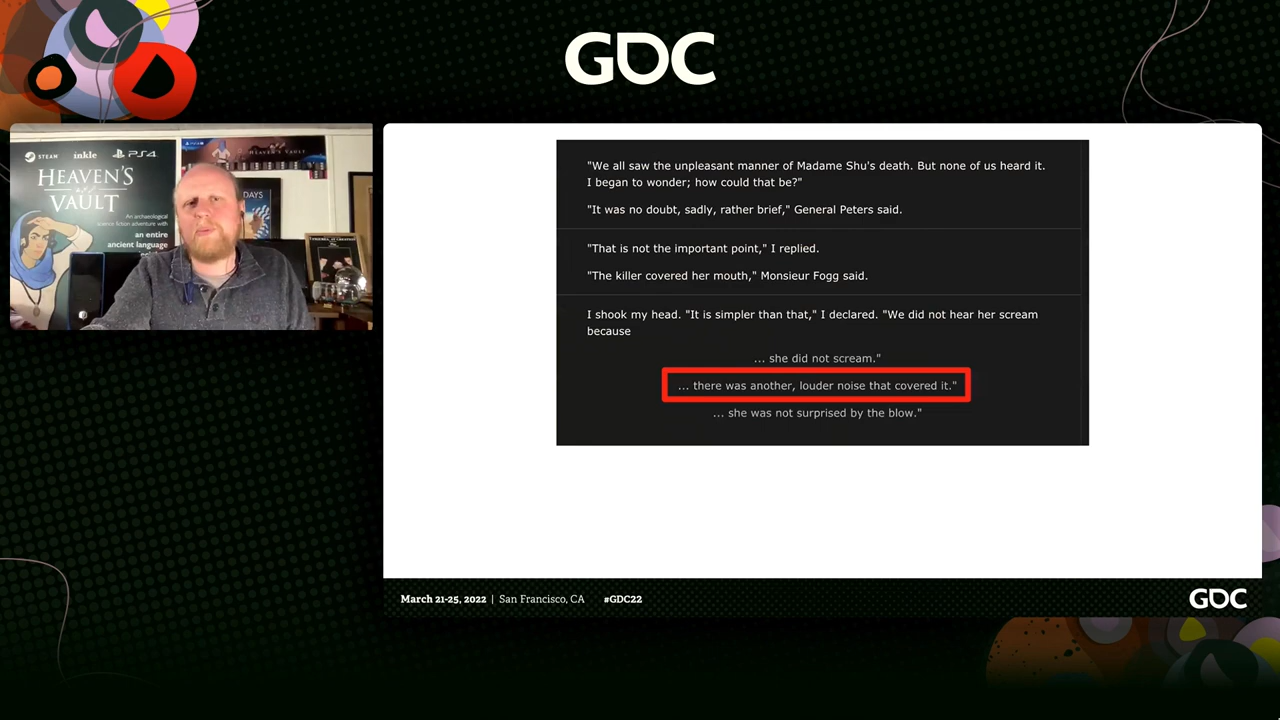 GDC
STEAM inkle PS4
HEAVEN'S
VAULT
An archaeological
science fiction adventure with
an entire
ancient language
HEAVEN'S VAULT
DAYS
"We all saw the unpleasant manner of Madame Shu's death. But none of us heard it.
I began to wonder; how could that be?"
"It was no doubt, sadly, rather brief," General Peters said.
"That is not the important point," I replied.
"The killer covered her mouth," Monsieur Fogg said.
I shook my head. "It is simpler than that," I declared. "We did not hear her scream
because
... she did not scream."
... there was another, louder noise that covered it."
... she was not surprised by the blow."
March 21-25, 2022 | San Francisco, CA #GDC22
GDC